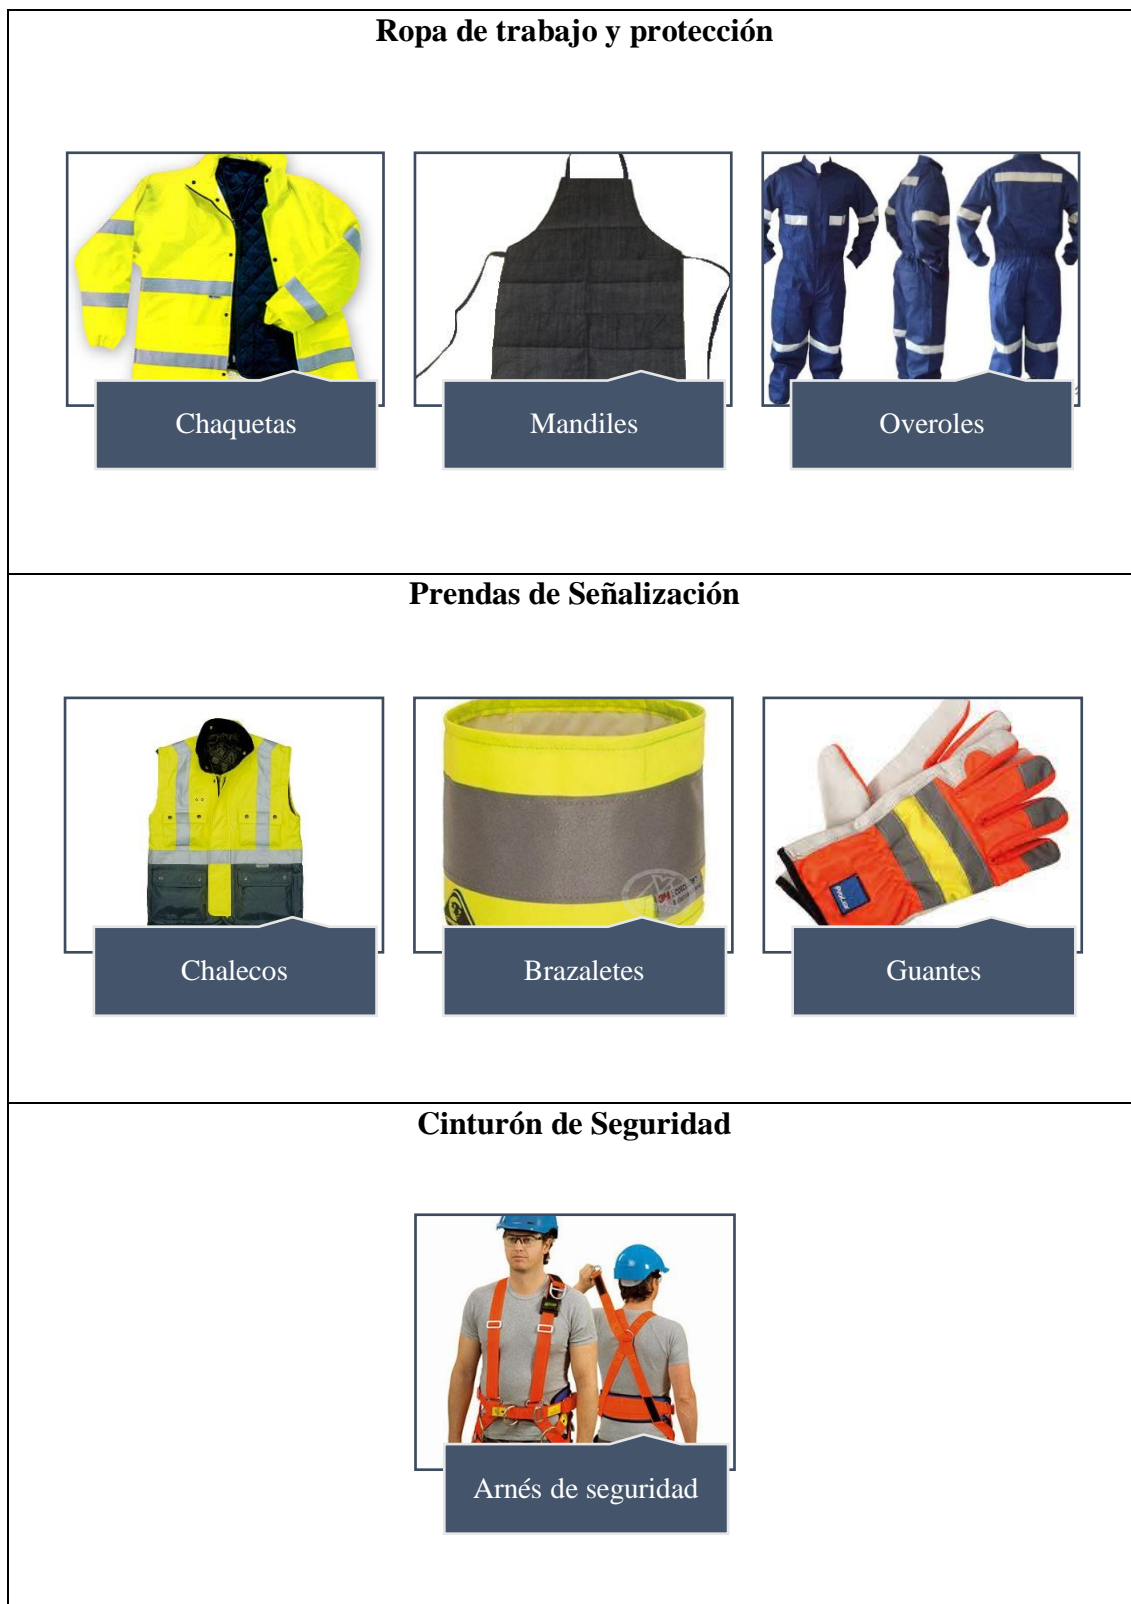 Ropa de trabajo y protección
Chaquetas
Mandiles
Overoles
Prendas de Señalización
3M
Chalecos
Brazaletes
Guantes
Cinturón de Seguridad
Arnés de seguridad